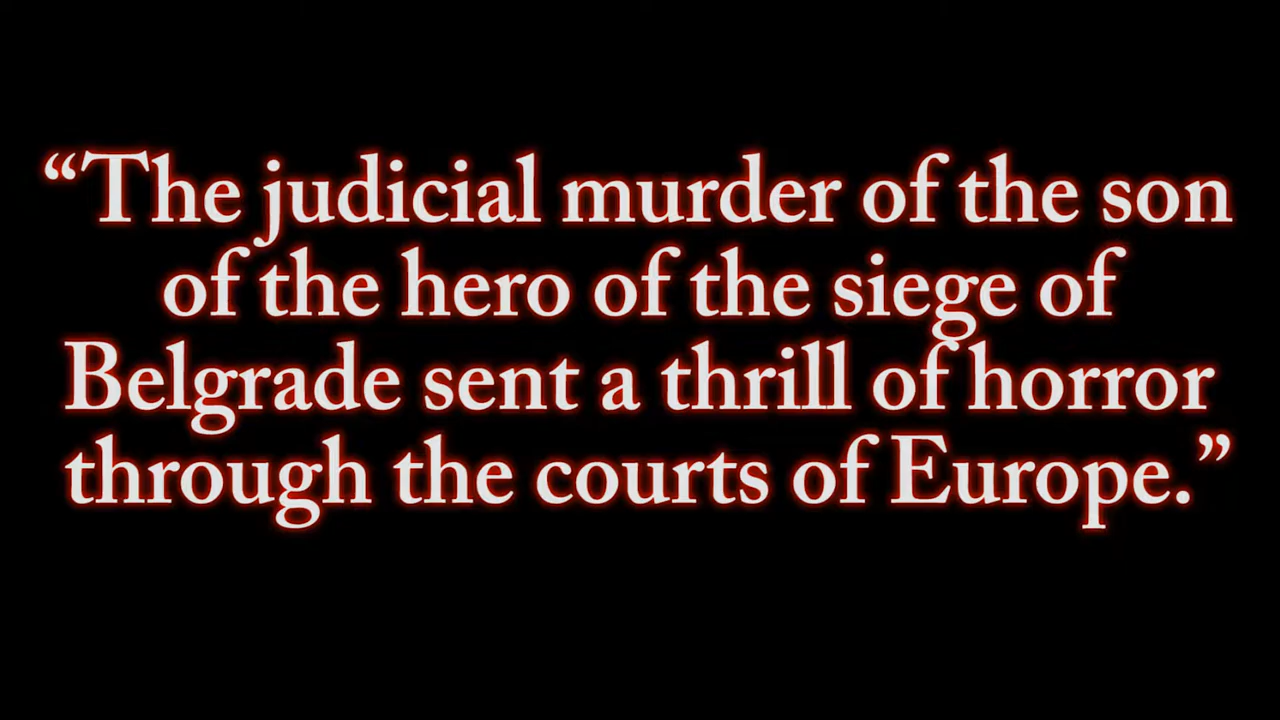 “The judicial murder of the son
of the hero of the siege of
Belgrade sent a thrill of horror
through the courts of Europe.”